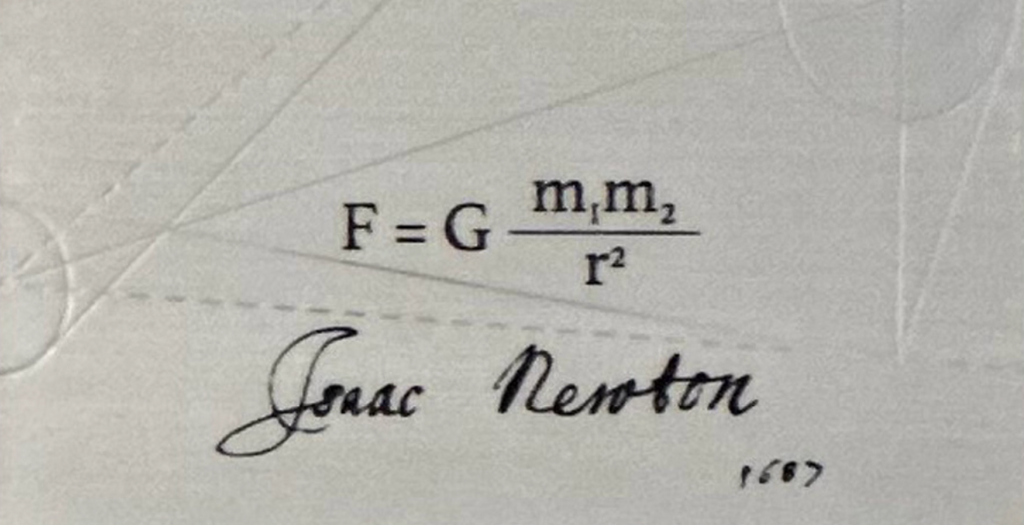 F = G m₁m₂ / r²
Isaac Newton
1687